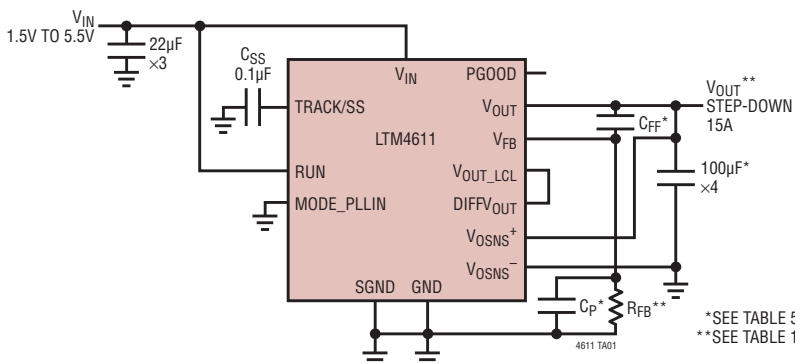 VIN
1.5V TO 5.5V
22µF
×3
CSS
0.1µF
VIN
PGOOD
TRACK/SS
VOUT
LTM4611
VFB
RUN
VOUT_LCL
MODE_PLLIN
DIFFVOUT
VOSNS+
VOSNS–
SGND
GND
CFF*
VOUT**
STEP-DOWN
15A
100µF*
×4
CP*
RFB**
4611 TA01
*SEE TABLE 5
**SEE TABLE 1